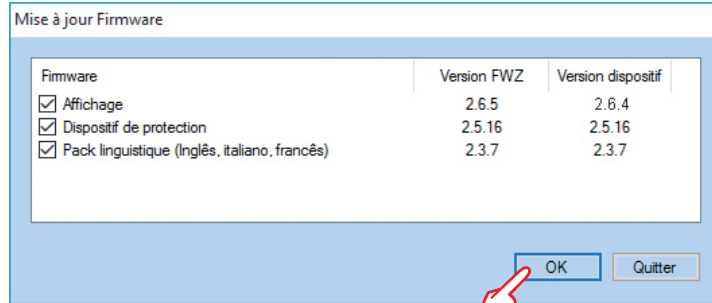 Mise à jour Firmware
Firmware Version FWZ Version dispositif
Affichage 2.6.5 2.6.4
Dispositif de protection 2.5.16 2.5.16
Pack linguistique (Inglês, italiano, francês) 2.3.7 2.3.7
OK Quitter